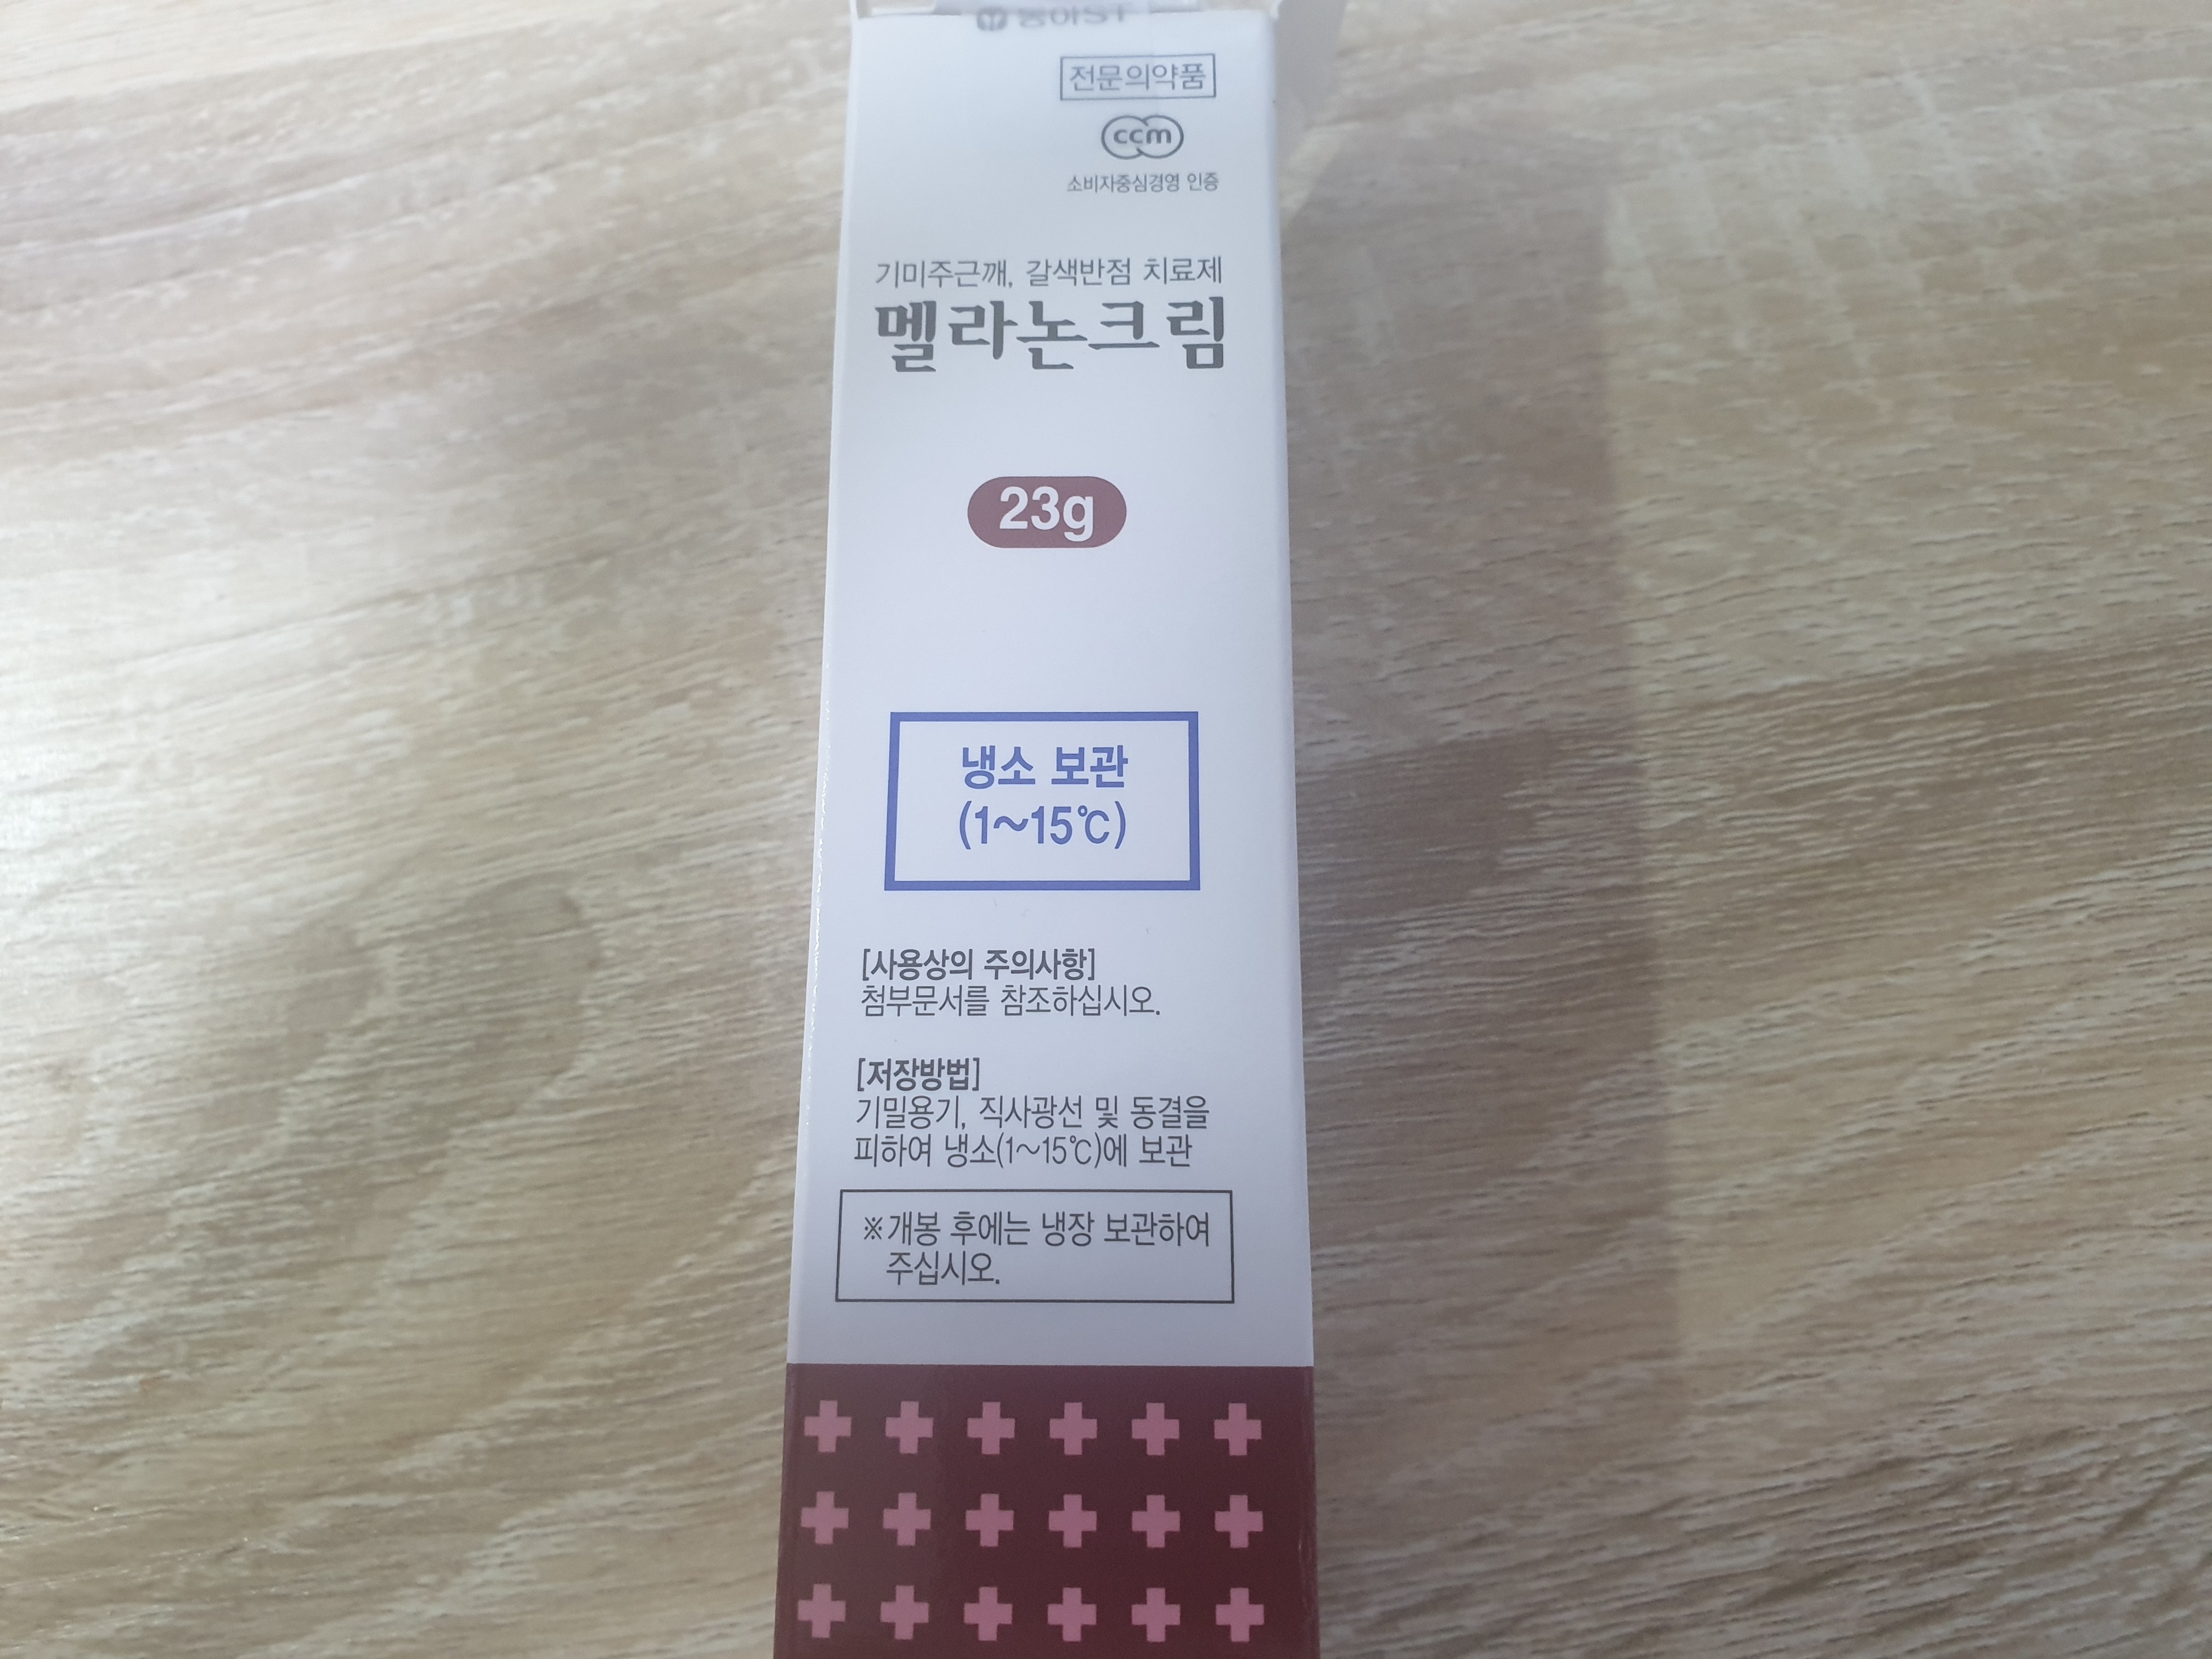 동아ST
전문의약품
ccm
소비자중심경영 인증
기미주근깨, 갈색반점 치료제
멜라논크림
23g
냉소 보관
(1~15℃)
[사용상의 주의사항]
첨부문서를 참조하십시오.
[저장방법]
기밀용기, 직사광선 및 동결을
피하여 냉소(1~15℃)에 보관
※개봉 후에는 냉장 보관하여
주십시오.